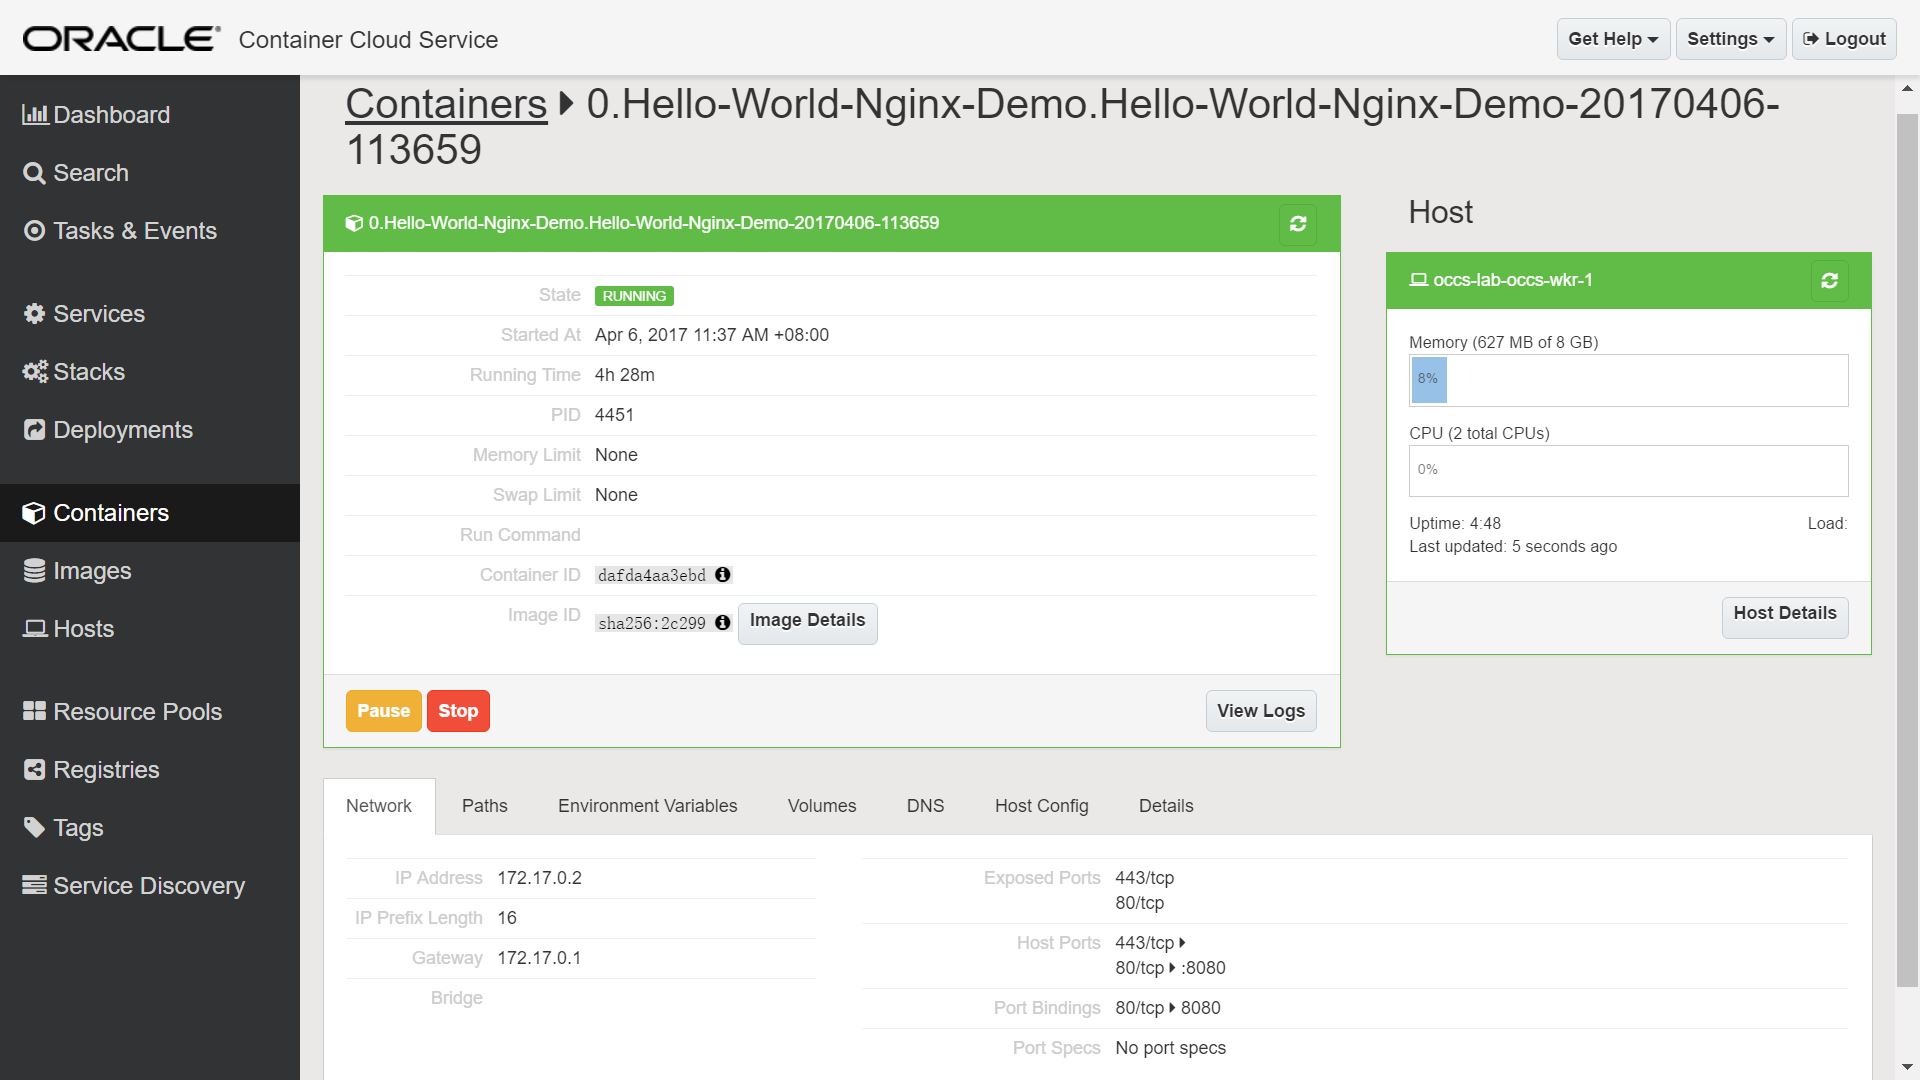 ORACLE® Container Cloud Service
Get Help
Settings
Logout
Dashboard
Search
Tasks & Events
Services
Stacks
Deployments
Containers
Images
Hosts
Resource Pools
Registries
Tags
Service Discovery
Containers 0.Hello-World-Nginx-Demo.Hello-World-Nginx-Demo-20170406-
113659
0.Hello-World-Nginx-Demo.Hello-World-Nginx-Demo-20170406-113659
State RUNNING
Started At Apr 6, 2017 11:37 AM +08:00
Running Time 4h 28m
PID 4451
Memory Limit None
Swap Limit None
Run Command
Container ID dafda4aa3ebd
Image ID sha256:2c299 Image Details
Pause Stop View Logs
Host
occs-lab-occs-wkr-1
Memory (627 MB of 8 GB)
8%
CPU (2 total CPUs)
0%
Uptime: 4:48 Load:
Last updated: 5 seconds ago
Host Details
Network Paths Environment Variables Volumes DNS Host Config Details
IP Address 172.17.0.2
IP Prefix Length 16
Gateway 172.17.0.1
Bridge
Exposed Ports 443/tcp
80/tcp
Host Ports 443/tcp
80/tcp :8080
Port Bindings 80/tcp 8080
Port Specs No port specs